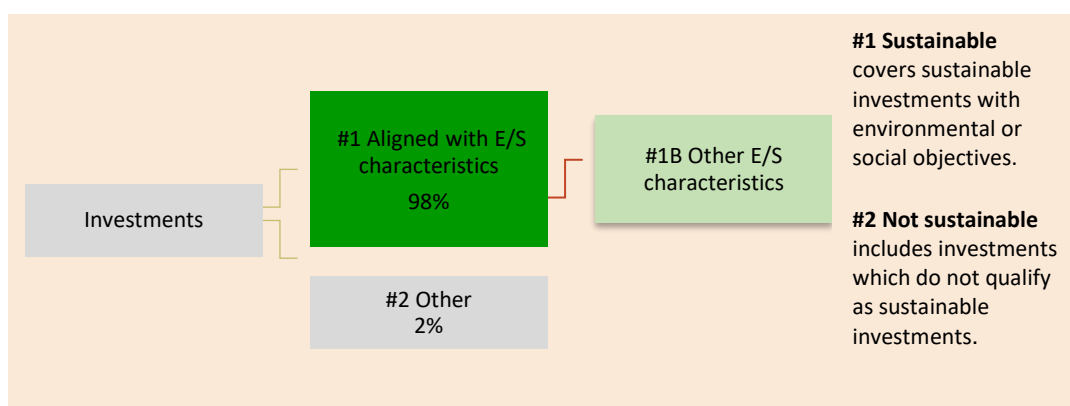 Investments
#1 Aligned with E/S
characteristics
98%
#2 Other
2%
#1B Other E/S
characteristics
#1 Sustainable
covers sustainable
investments with
environmental or
social objectives.
#2 Not sustainable
includes investments
which do not qualify
as sustainable
investments.